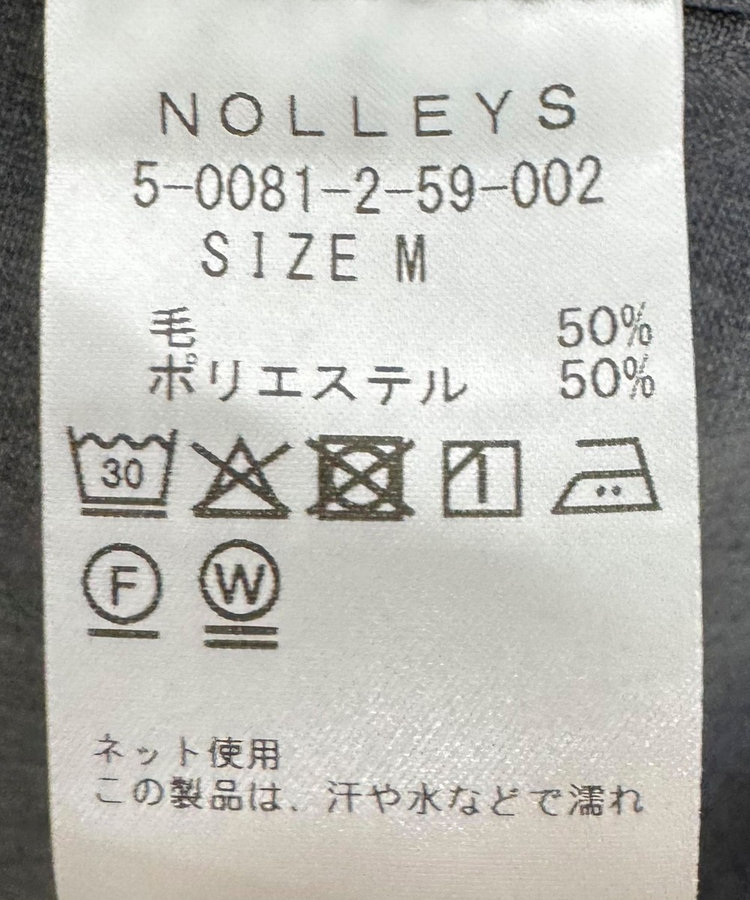 NOLLEYS
5-0081-2-59-002
SIZE M
毛 50%
ポリエステル 50%
30
F W
ネット使用
この製品は、汗や水などで濡れ